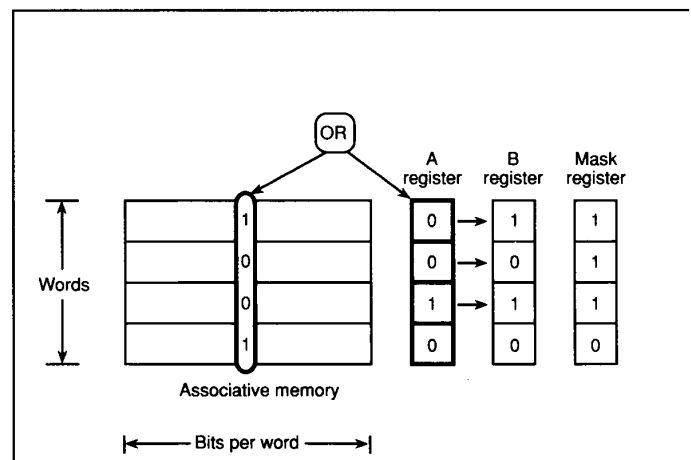 OR
A register
B register
Mask register
1 0 1 1
0 0 0 1
Words
0 1 1 1
1 0 0 0
Associative memory
Bits per word